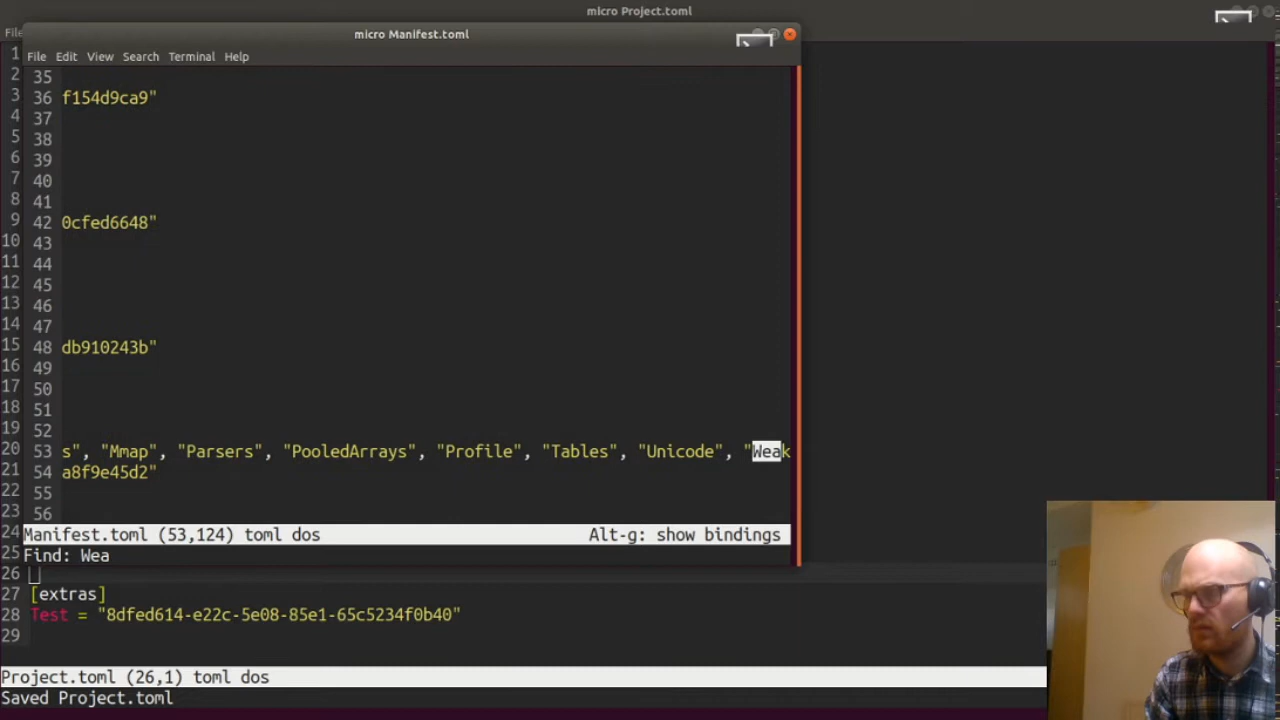 micro Project.toml
Fil
micro Manifest.toml
File Edit View Search Terminal Help
1
2
3
4
5
6
7
8
9
10
11
12
13
14
15
16
17
18
19
20
21
22
23
24
25
35
36 f154d9ca9"
37
38
39
40
41
42 0cfed6648"
43
44
45
46
47
48 db910243b"
49
50
51
52
53 s", "Mmap", "Parsers", "PooledArrays", "Profile", "Tables", "Unicode", "Weak
54 a8f9e45d2"
55
56
Manifest.toml (53,124) toml dos Alt-g: show bindings
Find: Wea
26
27 [extras]
28 Test = "8dfed614-e22c-5e08-85e1-65c5234f0b40"
29
Project.toml (26,1) toml dos
Saved Project.toml